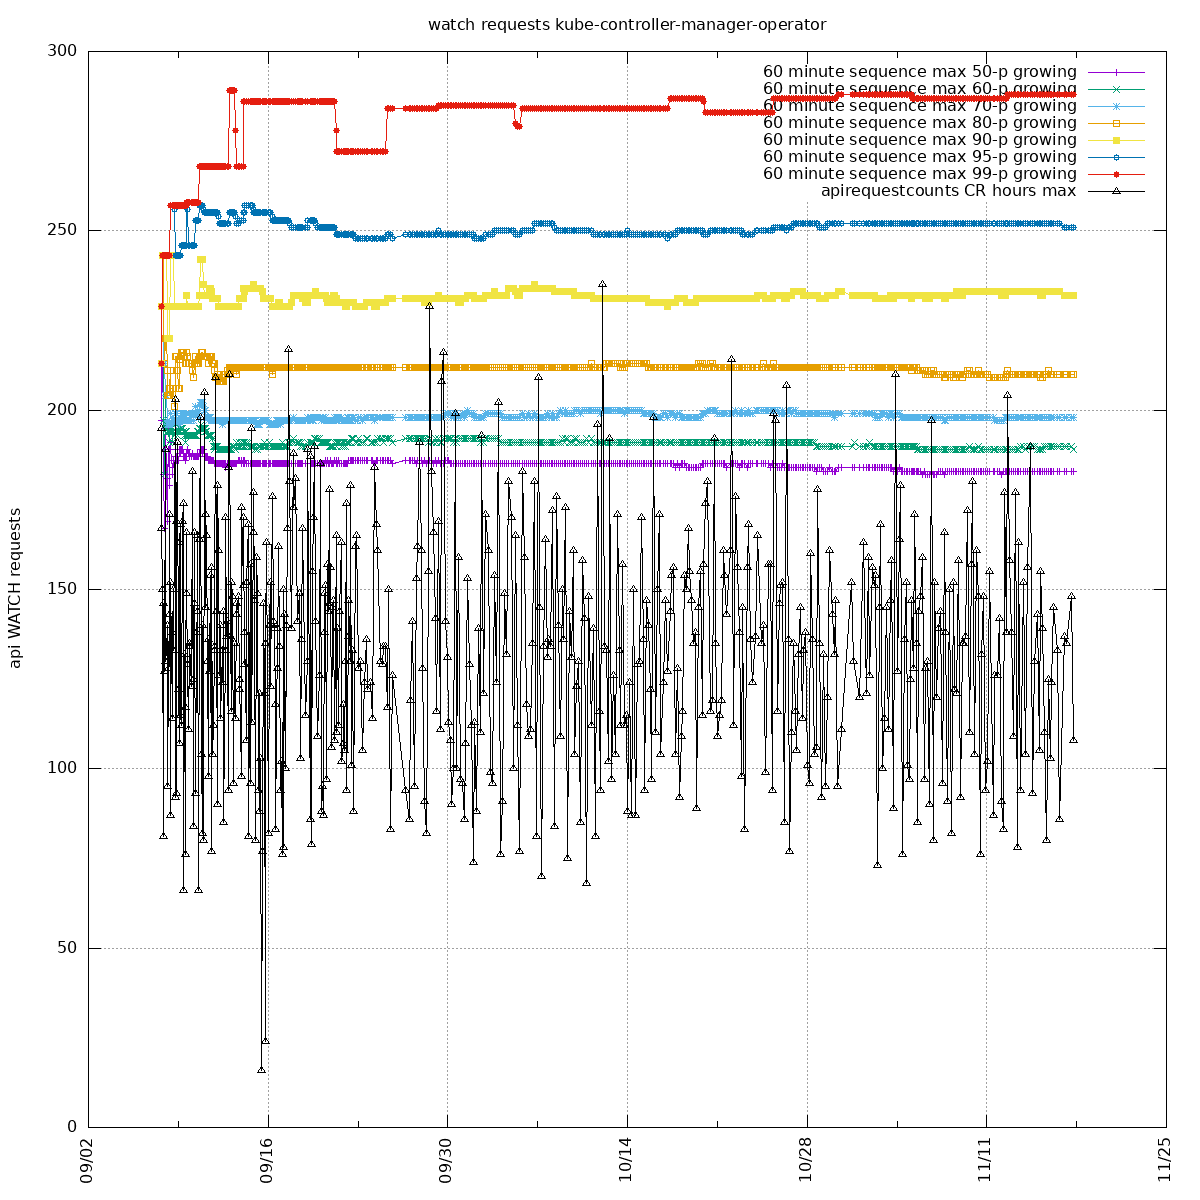 watch requests kube-controller-manager-operator
300
250
200
150
100
50
0
api WATCH requests
60 minute sequence max 50-p growing
60 minute sequence max 60-p growing
60 minute sequence max 70-p growing
60 minute sequence max 80-p growing
60 minute sequence max 90-p growing
60 minute sequence max 95-p growing
60 minute sequence max 99-p growing
apirequestcounts CR hours max
09/02
09/16
09/30
10/14
10/28
11/11
11/25